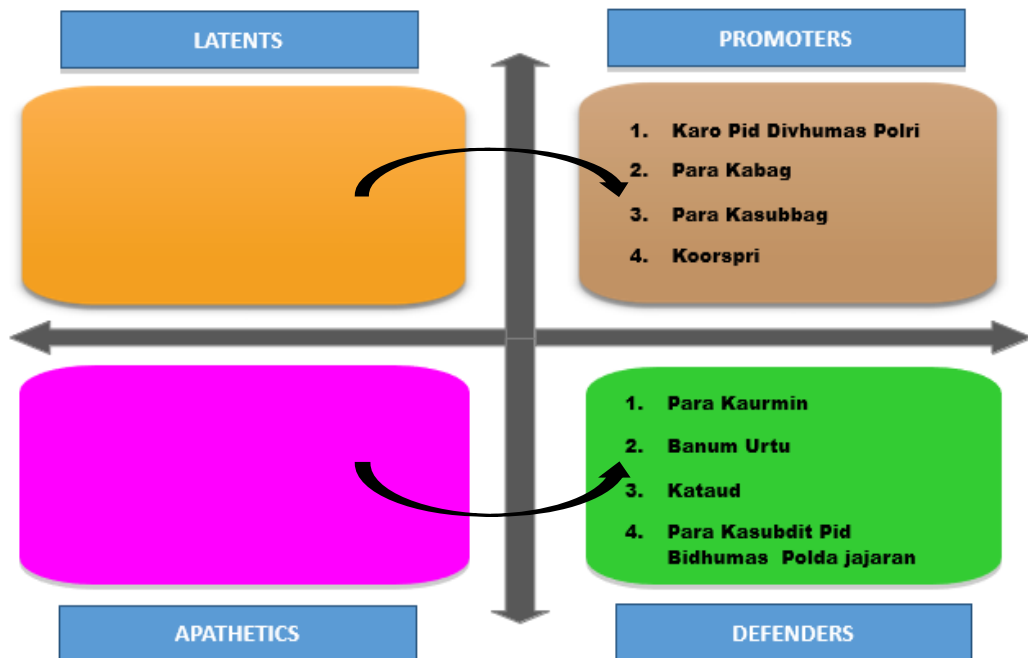 LATENTS
PROMOTERS
1. Karo Pid Divhumas Polri
2. Para Kabag
3. Para Kasubbag
4. Koorspri
1. Para Kaurmin
2. Banum Urtu
3. Kataud
4. Para Kasubdit Pid
Bidhumas Polda jajaran
APATHETICS
DEFENDERS